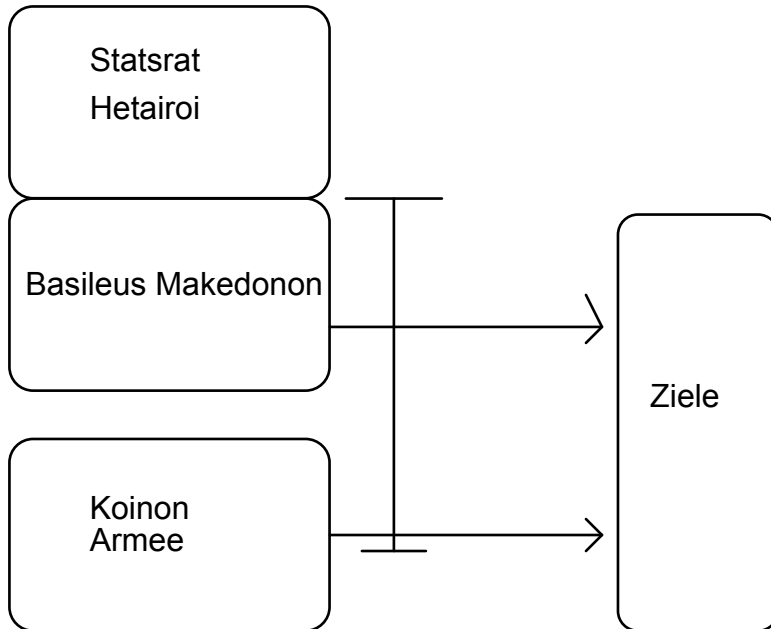 Statsrat
Hetairoi
Basileus Makedonon
Ziele
Koinon
Armee